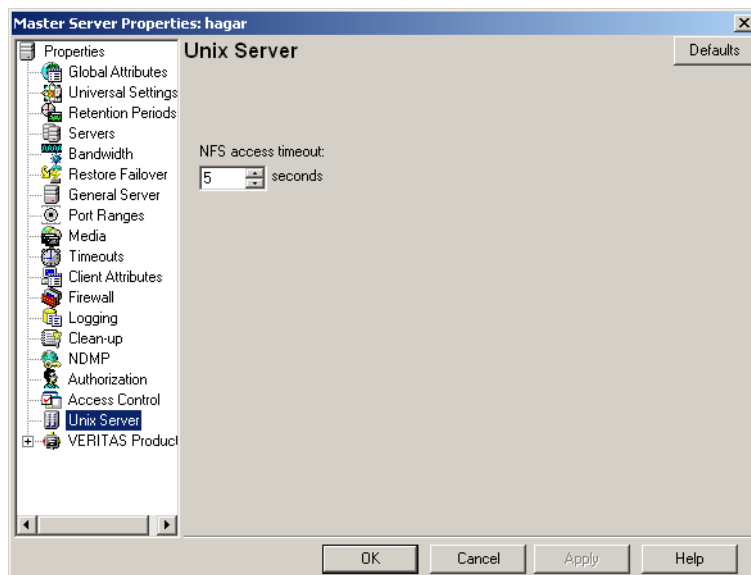 Master Server Properties: hagar
Properties
Global Attributes
Universal Settings
Retention Periods
Servers
Bandwidth
Restore Failover
General Server
Port Ranges
Media
Timeouts
Client Attributes
Firewall
Logging
Clean-up
NDMP
Authorization
Access Control
Unix Server
VERITAS Product
Unix Server
Defaults
NFS access timeout:
5 seconds
OK
Cancel
Apply
Help